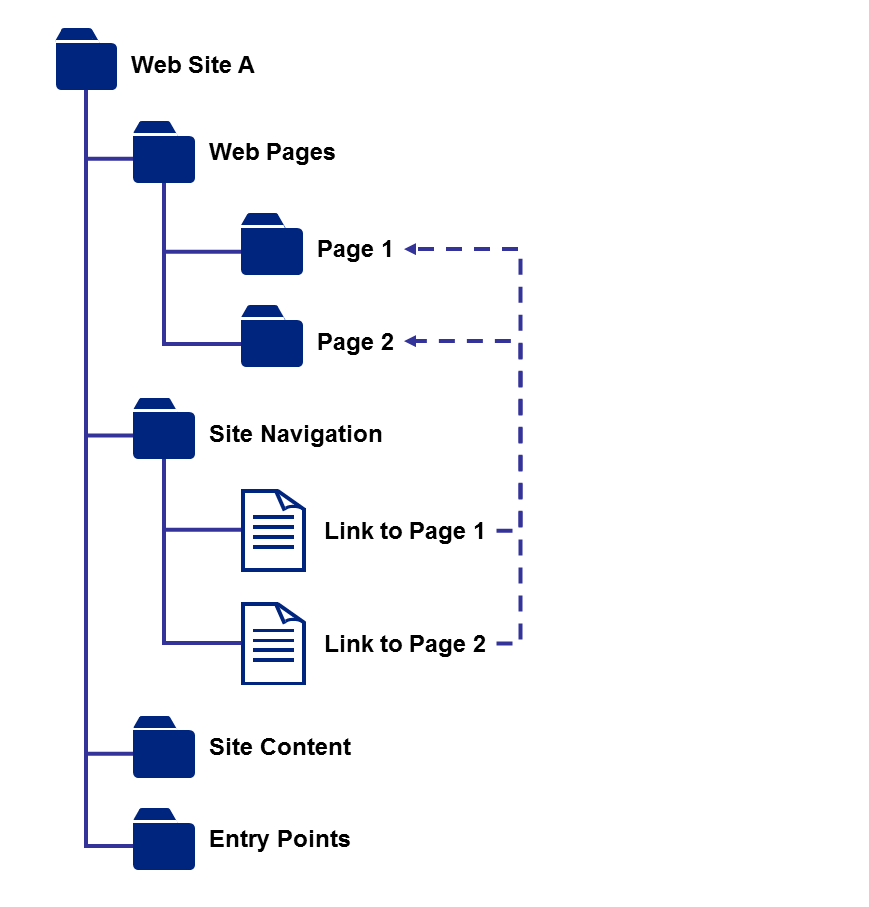 Web Site A
Web Pages
Page 1
Page 2
Site Navigation
Link to Page 1
Link to Page 2
Site Content
Entry Points